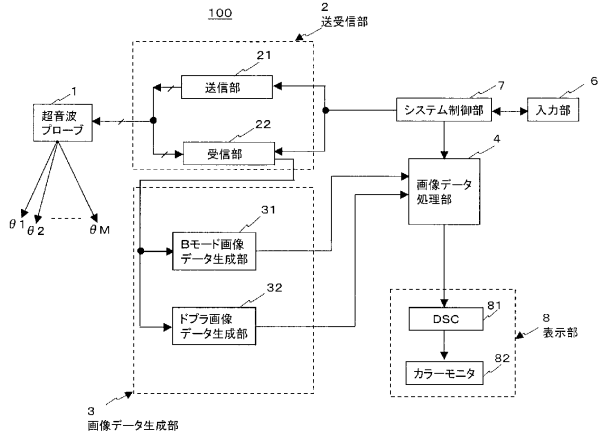 100
2
送受信部
21
送信部
22
受信部
1
超音波
プローブ
θ1
θ2
θM
7
システム制御部
6
入力部
4
画像データ
処理部
31
Bモード画像
データ生成部
32
ドプラ画像
データ生成部
3
画像データ生成部
81
DSC
8
表示部
82
カラーモニタ